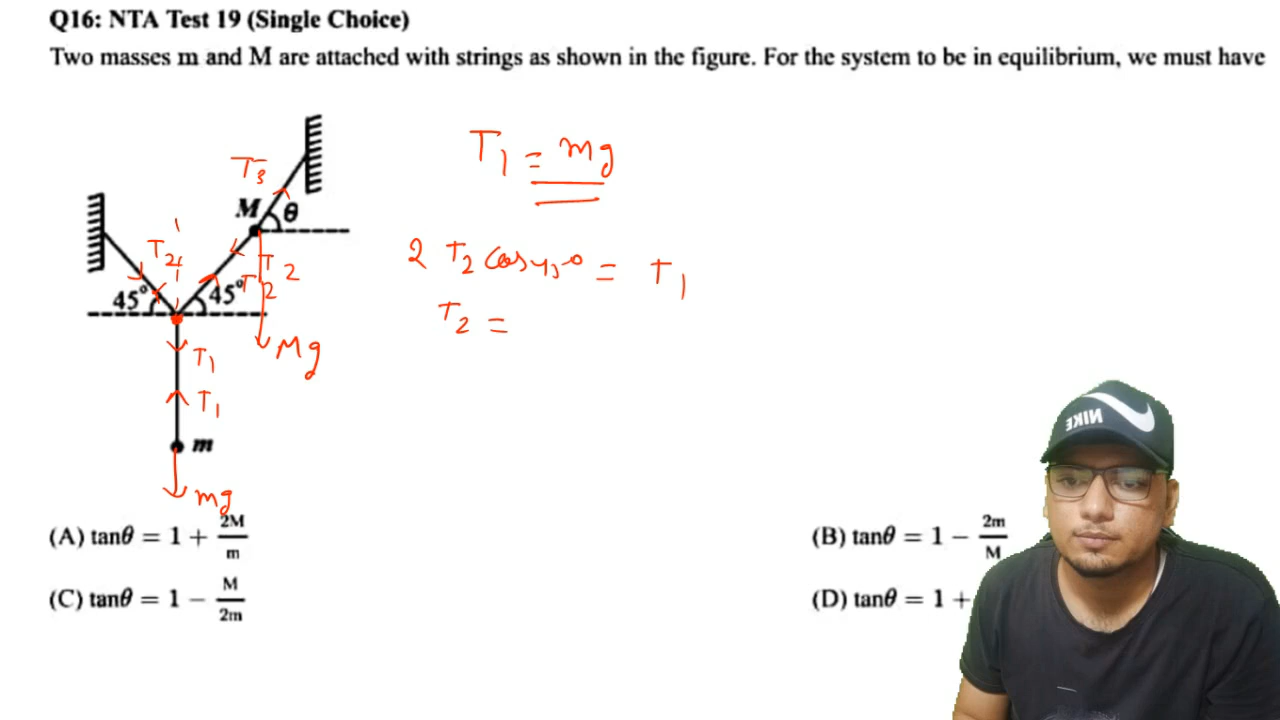 Q16: NTA Test 19 (Single Choice)
Two masses m and M are attached with strings as shown in the figure. For the system to be in equilibrium, we must have
T3
M θ
T2
T2
T2
45° 45°
Mg
T1
T1
m
mg
T1 = mg
2 T2 Cos45° = T1
T2 =
(A) tanθ = 1 + 2M/m
(B) tanθ = 1 − 2m/M
(C) tanθ = 1 − M/2m
(D) tanθ = 1 +
NIKE